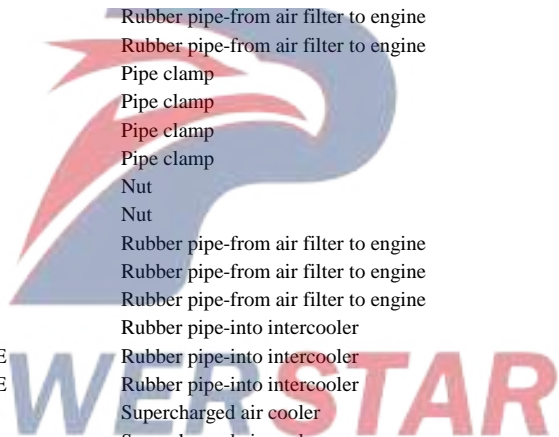 Rubber pipe-from air filter to engine
Rubber pipe-from air filter to engine
Pipe clamp
Pipe clamp
Pipe clamp
Pipe clamp
Nut
Nut
Rubber pipe-from air filter to engine
Rubber pipe-from air filter to engine
Rubber pipe-from air filter to engine
Rubber pipe-into intercooler
E Rubber pipe-into intercooler
E Rubber pipe-into intercooler
Supercharged air cooler
WERSTAR